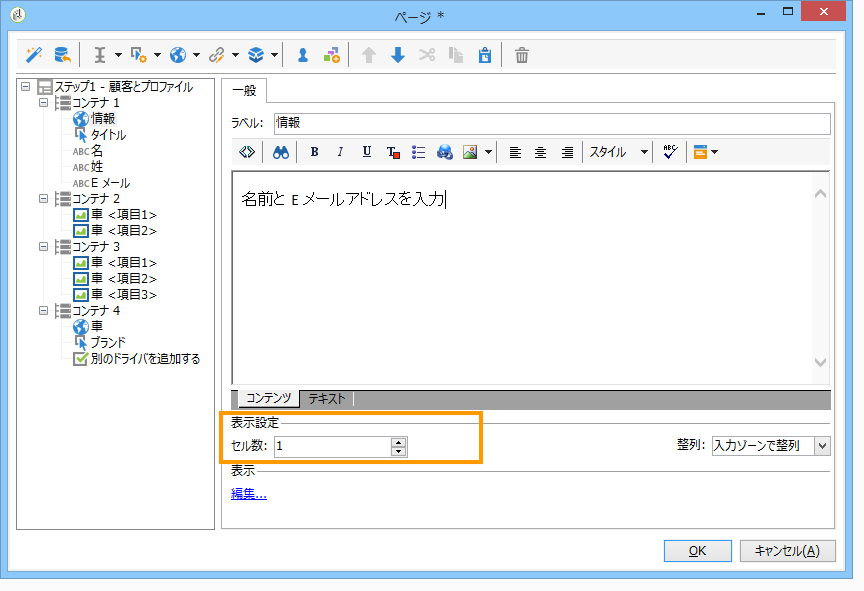 ページ *
ステップ1 - 顧客とプロファイル
コンテナ 1
情報
タイトル
ABC 名
ABC 姓
ABC E メール
コンテナ 2
車 <項目1>
車 <項目2>
コンテナ 3
車 <項目1>
車 <項目2>
車 <項目3>
コンテナ 4
車
ブランド
別のドライバを追加する
一般
ラベル: 情報
B I U T スタイル ABC
名前と E メールアドレスを入力
コンテンツ テキスト
表示設定
セル数: 1 整列: 入力ゾーンで整列
表示
編集...
OK キャンセル(A)